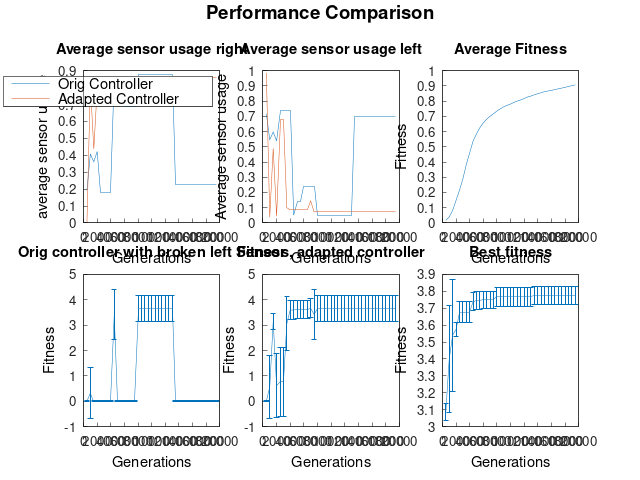 Performance Comparison
Average sensor usage right
Average sensor usage left
Average Fitness
Orig Controller
Adapted Controller
average sensor u
0.9
0.5
0.4
0.3
0.2
0.1
0
Generations
Average sensor usage
1
0.9
0.8
0.7
0.6
0.5
0.4
0.3
0.2
0.1
0
Generations
Fitness
1
0.9
0.8
0.7
0.6
0.5
0.4
0.3
0.2
0.1
0
Generations
Orig controller with broken left Sensor
Fitness, adapted controller
Best fitness
Fitness
5
4
3
2
1
0
-1
Generations
Fitness
5
4
3
2
1
0
-1
Generations
Fitness
3.9
3.8
3.7
3.6
3.5
3.4
3.3
3.2
3.1
3
Generations